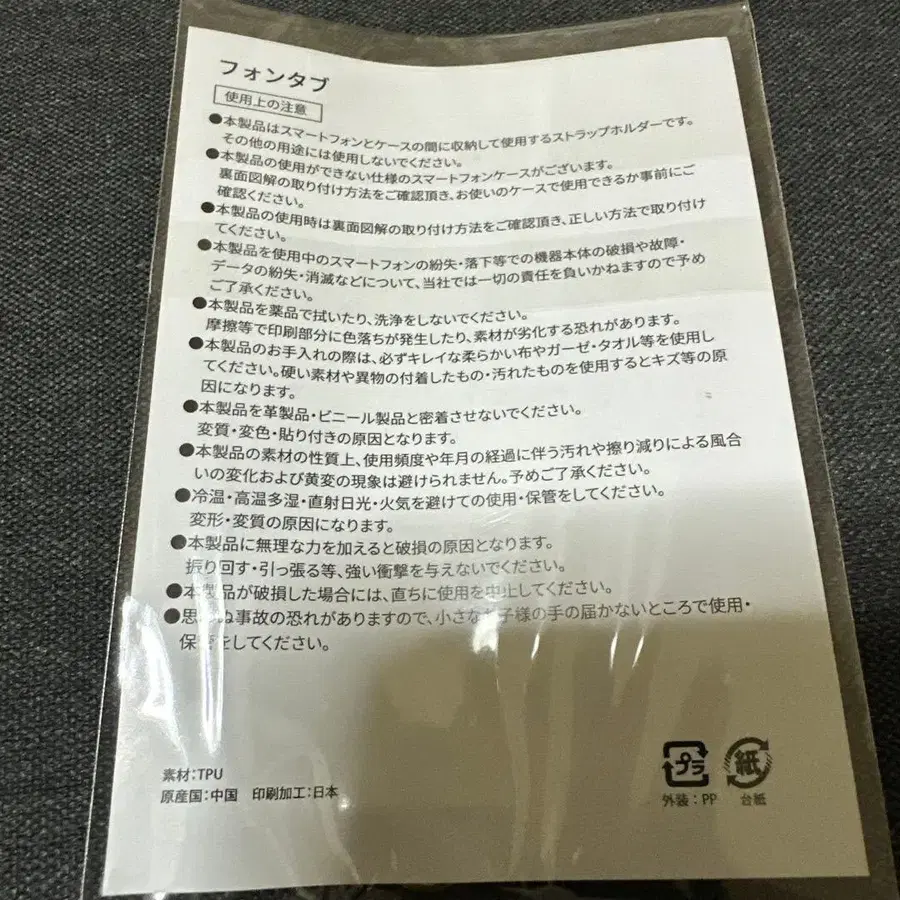 フォンタブ
使用上の注意
●本製品はスマートフォンとケースの間に収納して使用するストラップホルダーです。
その他の用途には使用しないでください。
●本製品の使用ができない仕様のスマートフォンケースがございます。
裏面図解の取り付け方法をご確認頂き、お使いのケースで使用できるか事前にご
確認ください。
●本製品の使用時は裏面図解の取り付け方法をご確認頂き、正しい方法で取り付け
てください。
●本製品を使用中のスマートフォンの紛失・落下等での機器本体の破損や故障・
データの紛失・消滅などについて、当社では一切の責任を負いかねますので予め
ご了承ください。
●本製品を薬品で拭いたり、洗浄をしないでください。
摩擦等で印刷部分に色落ちが発生したり、素材が劣化する恐れがあります。
●本製品のお手入れの際は、必ずキレイな柔らかい布やガーゼ・タオル等を使用し
てください。硬い素材や異物の付着したもの・汚れたものを使用するとキズ等の原
因になります。
●本製品を革製品・ビニール製品と密着させないでください。
変質・変色・貼り付きの原因となります。
●本製品の素材の性質上、使用頻度や年月の経過に伴う汚れや擦り減りによる風合
いの変化および黄変の現象は避けられません。予めご了承ください。
●冷温・高温多湿・直射日光・火気を避けての使用・保管をしてください。
変形・変質の原因になります。
●本製品に無理な力を加えると破損の原因となります。
振り回す・引っ張る等、強い衝撃を与えないでください。
●本製品が破損した場合には、直ちに使用を中止してください。
●思わぬ事故の恐れがありますので、小さなお子様の手の届かないところで使用・
保管をしてください。
素材:TPU
原産国:中国 印刷加工:日本
プラ 紙
外装:PP 台紙